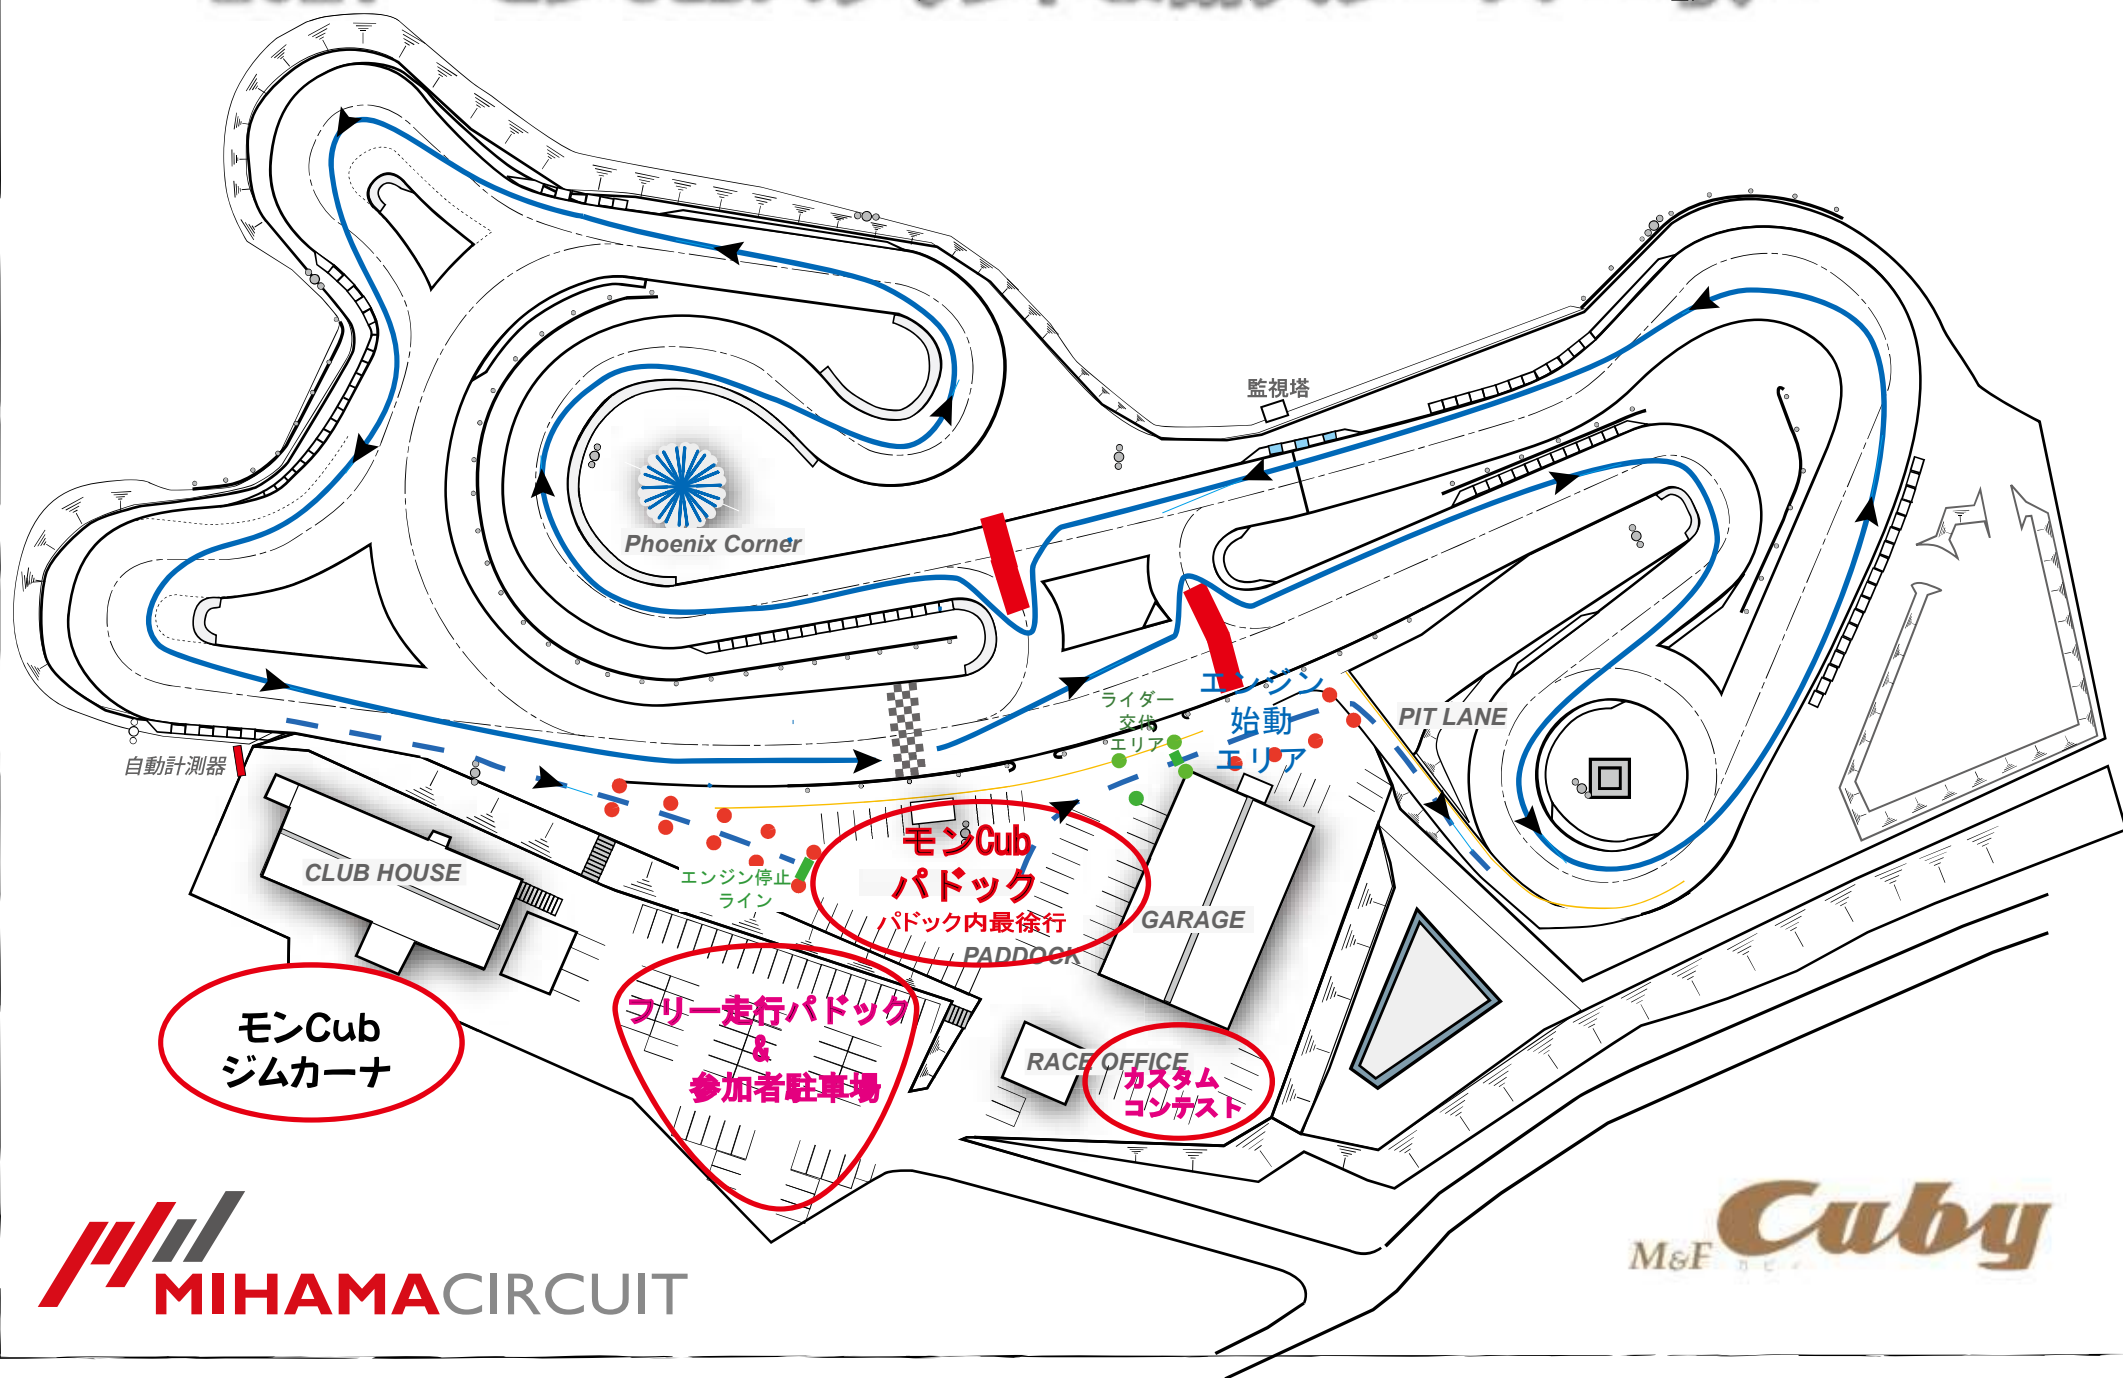 監視塔
Phoenix Corner
ライダー
交代
エリア
エンジン
始動
エリア
PIT LANE
自動計測器
CLUB HOUSE
エンジン停止
ライン
モンCub
パドック
パドック内最徐行
PADDOCK
GARAGE
モンCub
ジムカーナ
フリー走行パドック
&
参加者駐車場
RACE OFFICE
カスタム
コンテスト
MIHAMACIRCUIT
M&F Cuby
カビィ